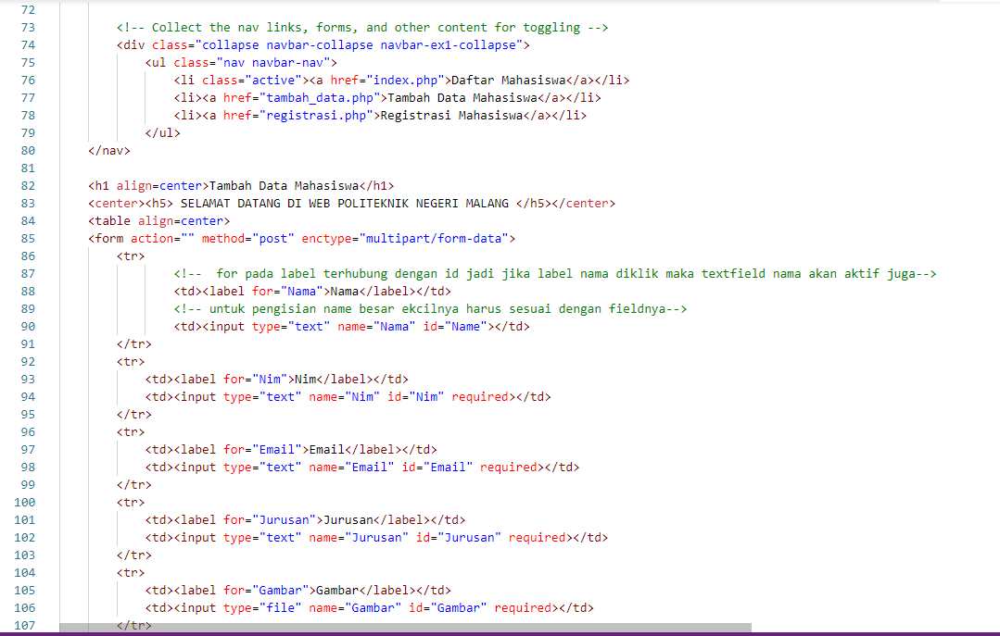 72
73 <!-- Collect the nav links, forms, and other content for toggling -->
74 <div class="collapse navbar-collapse navbar-ex1-collapse">
75 <ul class="nav navbar-nav">
76 <li class="active"><a href="index.php">Daftar Mahasiswa</a></li>
77 <li><a href="tambah_data.php">Tambah Data Mahasiswa</a></li>
78 <li><a href="registrasi.php">Registrasi Mahasiswa</a></li>
79 </ul>
80 </nav>
81
82 <h1 align=center>Tambah Data Mahasiswa</h1>
83 <center><h5> SELAMAT DATANG DI WEB POLITEKNIK NEGERI MALANG </h5></center>
84 <table align=center>
85 <form action="" method="post" enctype="multipart/form-data">
86 <tr>
87 <!--  for pada label terhubung dengan id jadi jika label nama diklik maka textfield nama akan aktif juga-->
88 <td><label for="Nama">Nama</label></td>
89 <!-- untuk pengisian name besar ekcilnya harus sesuai dengan fieldnya-->
90 <td><input type="text" name="Nama" id="Name"></td>
91 </tr>
92 <tr>
93 <td><label for="Nim">Nim</label></td>
94 <td><input type="text" name="Nim" id="Nim" required></td>
95 </tr>
96 <tr>
97 <td><label for="Email">Email</label></td>
98 <td><input type="text" name="Email" id="Email" required></td>
99 </tr>
100 <tr>
101 <td><label for="Jurusan">Jurusan</label></td>
102 <td><input type="text" name="Jurusan" id="Jurusan" required></td>
103 </tr>
104 <tr>
105 <td><label for="Gambar">Gambar</label></td>
106 <td><input type="file" name="Gambar" id="Gambar" required></td>
107 </tr>